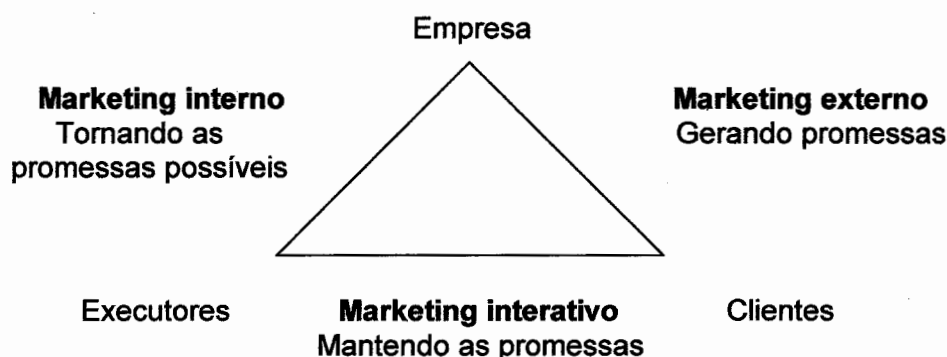 Empresa
Marketing interno
Tornando as
promessas possíveis
Marketing externo
Gerando promessas
Executores
Marketing interativo
Mantendo as promessas
Clientes